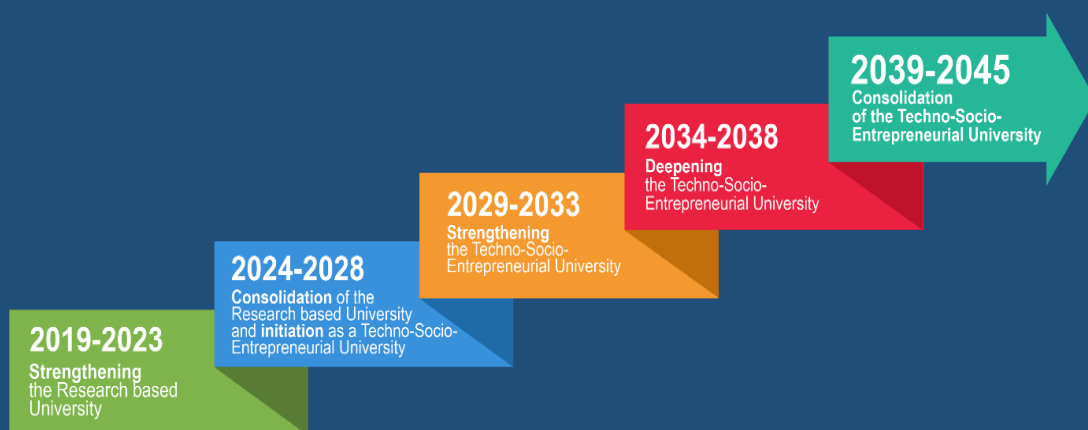 2039-2045
Consolidation
of the Techno-Socio-
Entrepreneurial University
2034-2038
Deepening
the Techno-Socio-
Entrepreneurial University
2029-2033
Strengthening
the Techno-Socio-
Entrepreneurial University
2024-2028
Consolidation of the
Research based University
and initiation as a Techno-Socio-
Entrepreneurial University
2019-2023
Strengthening
the Research based
University